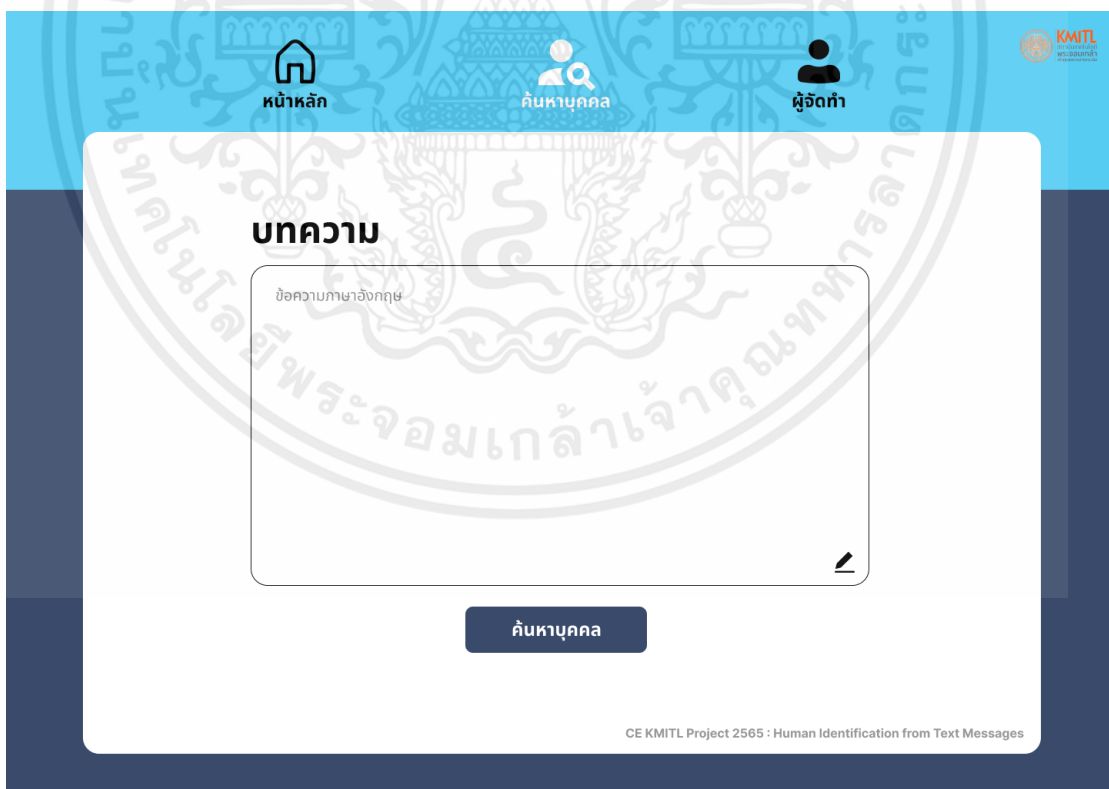 หน้าหลัก
ค้นหาบุคคล
ผู้จัดทำ
KMITL
บทความ
ข้อความภาษาอังกฤษ
ค้นหาบุคคล
CE KMITL Project 2565 : Human Identification from Text Messages